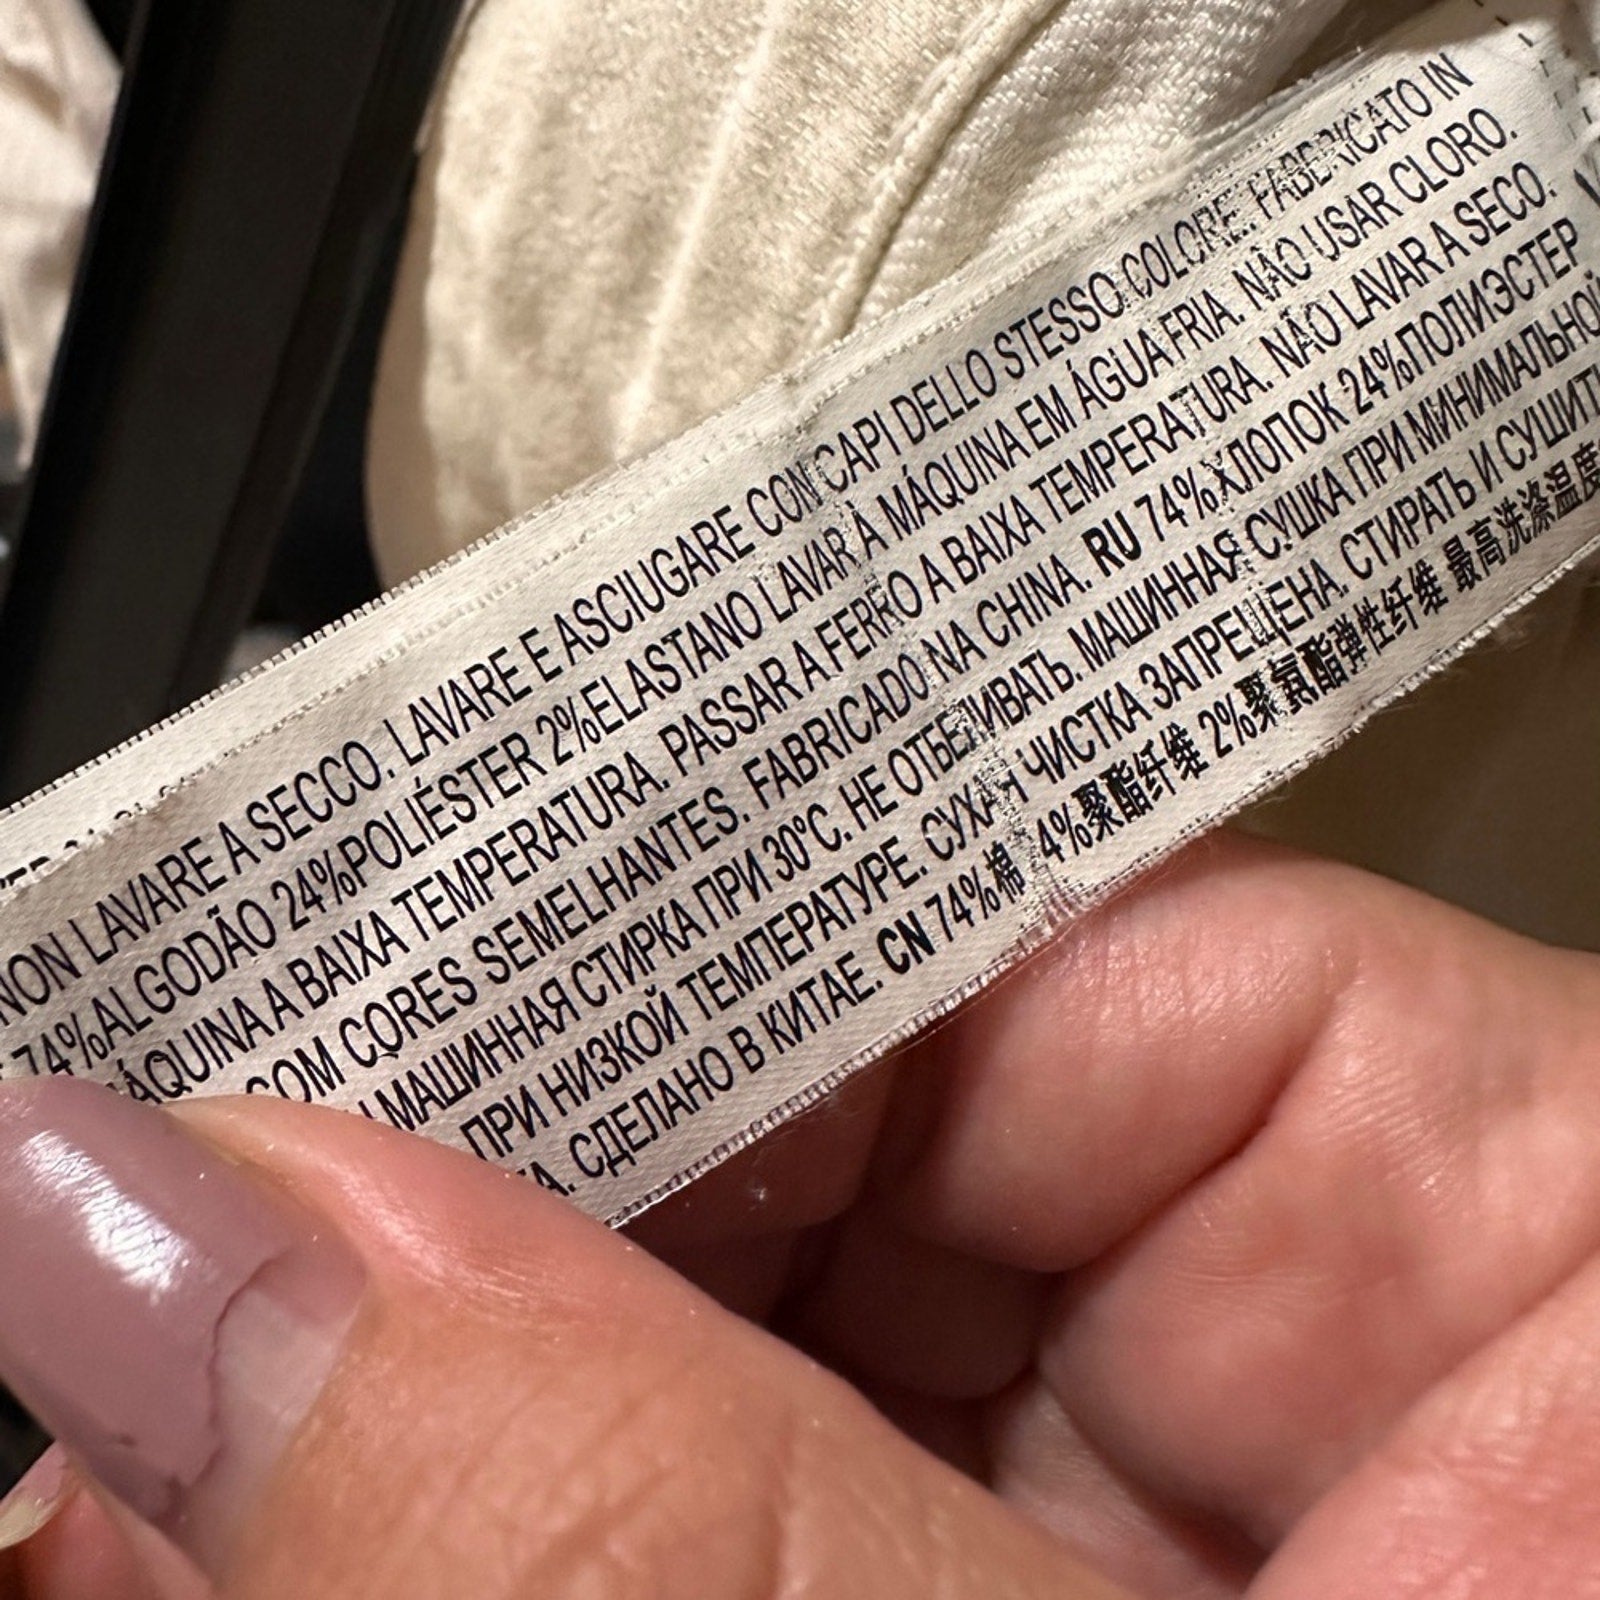 NON LAVARE A SECCO. LAVARE E ASCIUGARE CON CAPI DELLO STESSO COLORE. FABBRICATO IN
74%ALGODÃO 24%POLIÉSTER 2%ELASTANO LAVAR À MÁQUINA EM ÁGUA FRIA. NÃO USAR CLORO.
MÁQUINA A BAIXA TEMPERATURA. PASSAR A FERRO A BAIXA TEMPERATURA. NÃO LAVAR A SECO.
COM CORES SEMELHANTES. FABRICADO NA CHINA. RU 74%ХЛОПОК 24%ПОЛИЭСТЕР
МАШИННАЯ СТИРКА ПРИ 30°C. НЕ ОТБЕЛИВАТЬ. МАШИННАЯ СУШКА ПРИ МИНИМАЛЬНОЙ
ПРИ НИЗКОЙ ТЕМПЕРАТУРЕ. СУХАЯ ЧИСТКА ЗАПРЕЩЕНА. СТИРАТЬ И СУШИТЬ
СДЕЛАНО В КИТАЕ. CN 74%棉 4%聚酯纤维 2%聚氨酯弹性纤维 最高洗涤温度